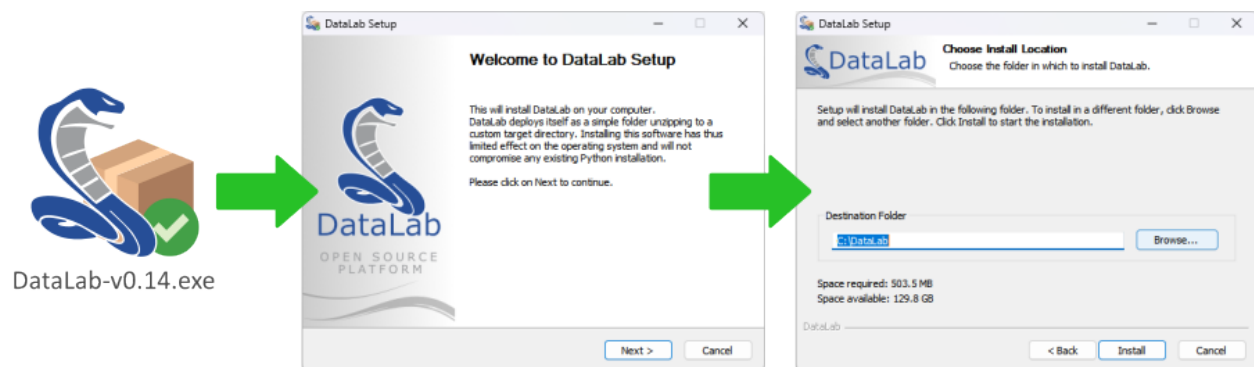 DataLab-v0.14.exe
DataLab Setup
Welcome to DataLab Setup
This will install DataLab on your computer.
DataLab deploys itself as a simple folder unzipping to a
custom target directory. Installing this software has thus
limited effect on the operating system and will not
compromise any existing Python installation.
Please click on Next to continue.
DataLab
OPEN SOURCE
PLATFORM
Next >
Cancel
DataLab Setup
DataLab
Choose Install Location
Choose the folder in which to install DataLab.
Setup will install DataLab in the following folder. To install in a different folder, click Browse
and select another folder. Click Install to start the installation.
Destination Folder
C:\DataLab
Browse...
Space required: 503.5 MB
Space available: 129.8 GB
DataLab
< Back
Install
Cancel